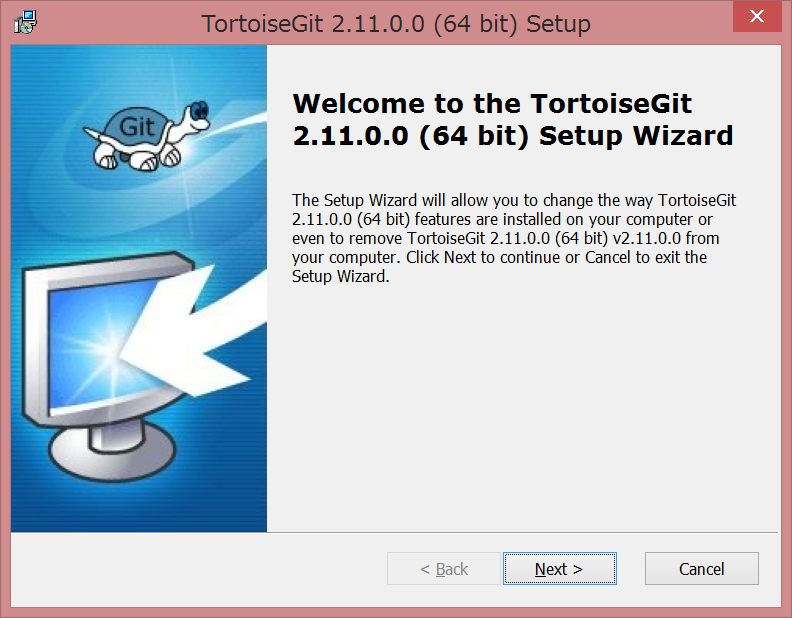 TortoiseGit 2.11.0.0 (64 bit) Setup
Git
Welcome to the TortoiseGit
2.11.0.0 (64 bit) Setup Wizard
The Setup Wizard will allow you to change the way TortoiseGit
2.11.0.0 (64 bit) features are installed on your computer or
even to remove TortoiseGit 2.11.0.0 (64 bit) v2.11.0.0 from
your computer. Click Next to continue or Cancel to exit the
Setup Wizard.
< Back
Next >
Cancel